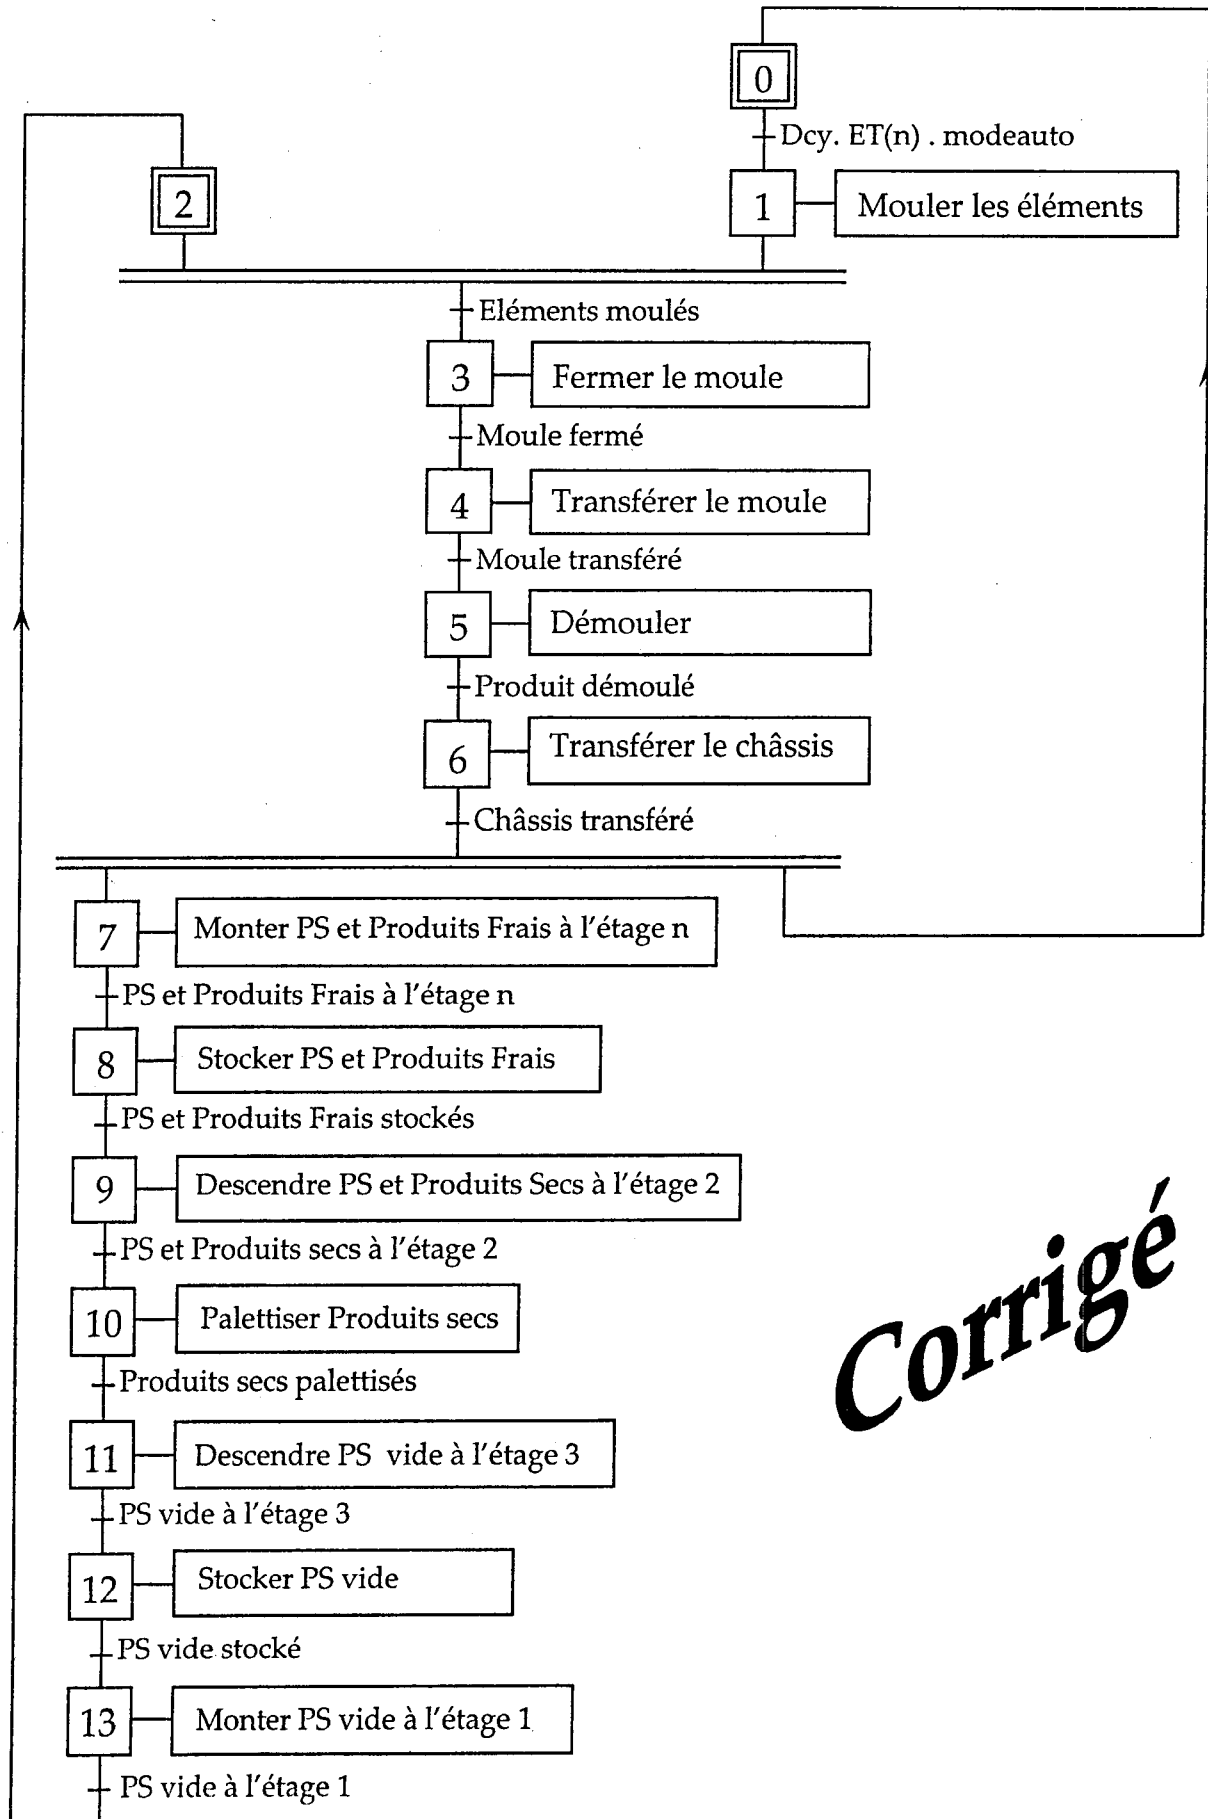 0
Dcy. ET(n) . modeauto
2
1
Mouler les éléments
Eléments moulés
3
Fermer le moule
Moule fermé
4
Transférer le moule
Moule transféré
5
Démouler
Produit démoulé
6
Transférer le châssis
Châssis transféré
7
Monter PS et Produits Frais à l'étage n
PS et Produits Frais à l'étage n
8
Stocker PS et Produits Frais
PS et Produits Frais stockés
9
Descendre PS et Produits Secs à l'étage 2
PS et Produits secs à l'étage 2
10
Palettiser Produits secs
Produits secs palettisés
11
Descendre PS vide à l'étage 3
PS vide à l'étage 3
12
Stocker PS vide
PS vide stocké
13
Monter PS vide à l'étage 1
PS vide à l'étage 1
Corrigé